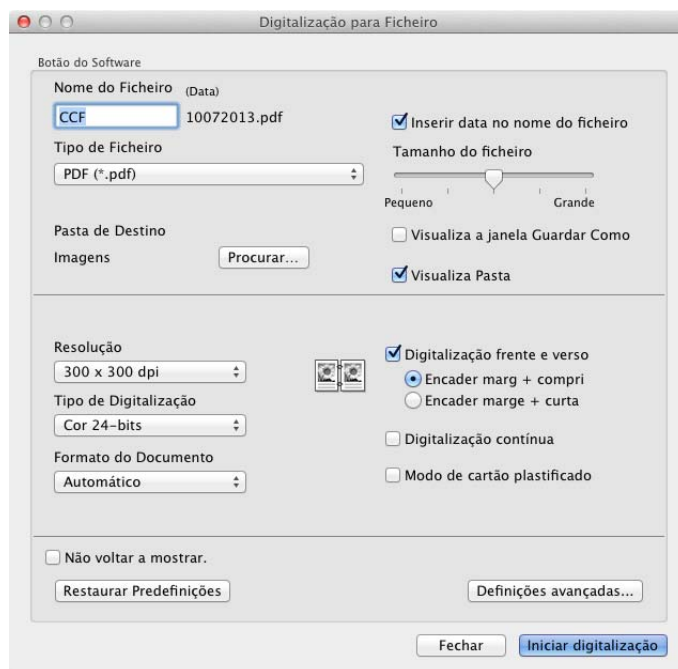 Digitalização para Ficheiro
Botão do Software
Nome do Ficheiro (Data)
CCF 10072013.pdf
Inserir data no nome do ficheiro
Tipo de Ficheiro
Tamanho do ficheiro
PDF (*.pdf)
Pequeno Grande
Pasta de Destino
Visualiza a janela Guardar Como
Imagens Procurar...
Visualiza Pasta
Resolução
Digitalização frente e verso
300 x 300 dpi
Encader marg + compri
Tipo de Digitalização
Encader marge + curta
Cor 24-bits
Digitalização contínua
Formato do Documento
Modo de cartão plastificado
Automático
Não voltar a mostrar.
Restaurar Predefinições Definições avançadas...
Fechar Iniciar digitalização